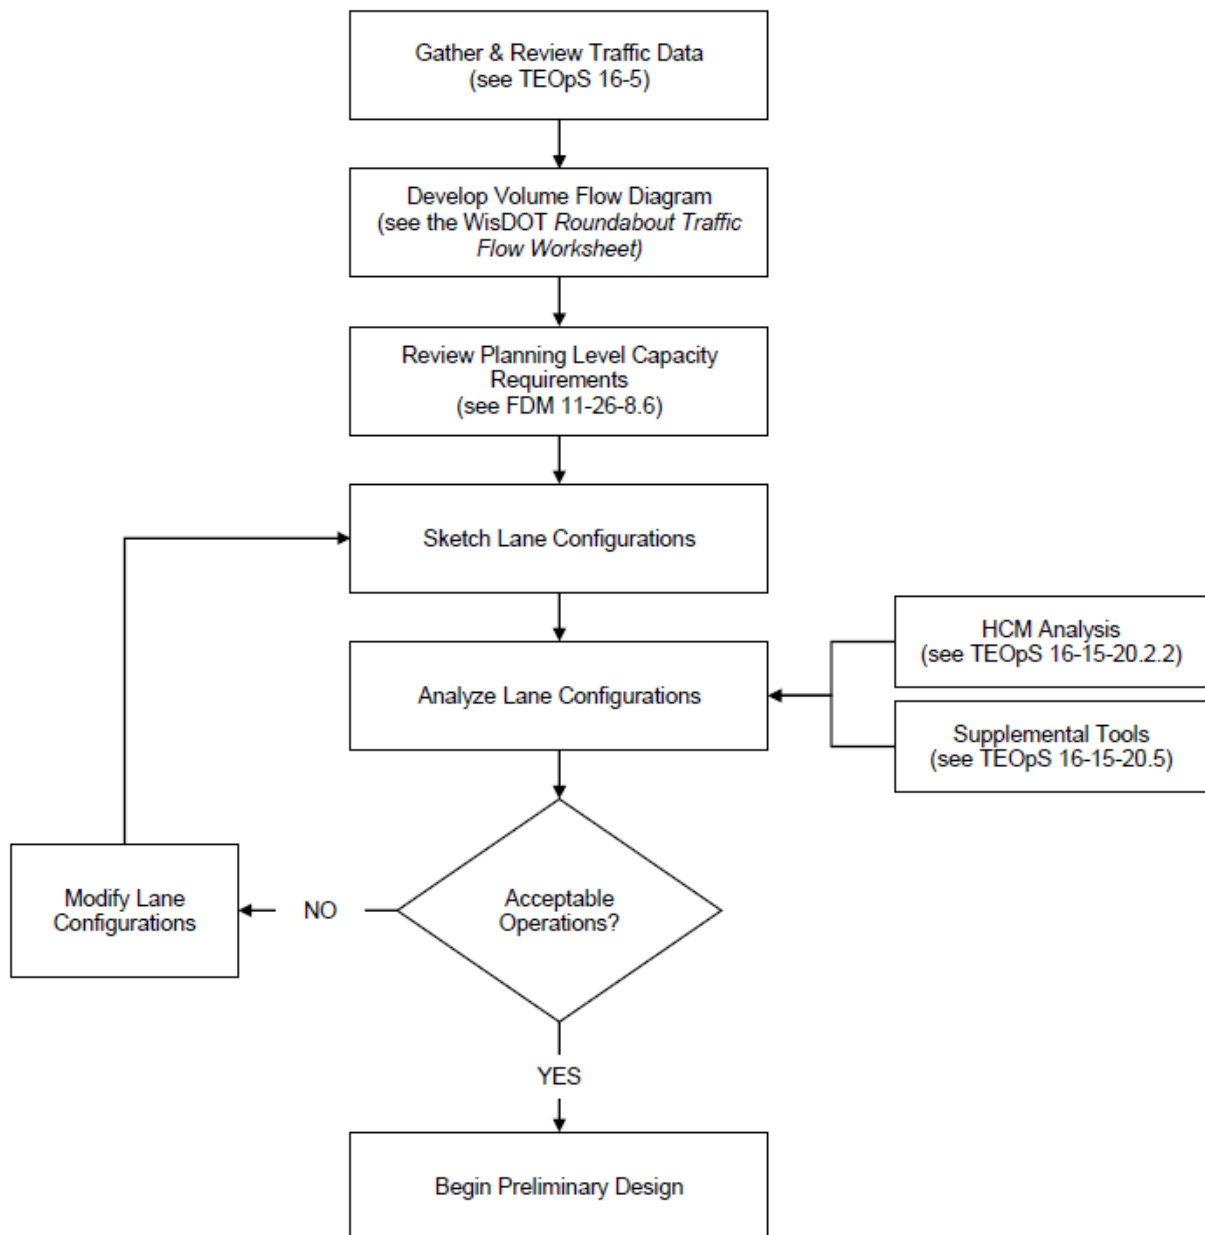 Gather & Review Traffic Data
(see TEOpS 16-5)
Develop Volume Flow Diagram
(see the WisDOT Roundabout Traffic
Flow Worksheet)
Review Planning Level Capacity
Requirements
(see FDM 11-26-8.6)
Sketch Lane Configurations
Analyze Lane Configurations
HCM Analysis
(see TEOpS 16-15-20.2.2)
Supplemental Tools
(see TEOpS 16-15-20.5)
Acceptable
Operations?
NO
Modify Lane
Configurations
YES
Begin Preliminary Design